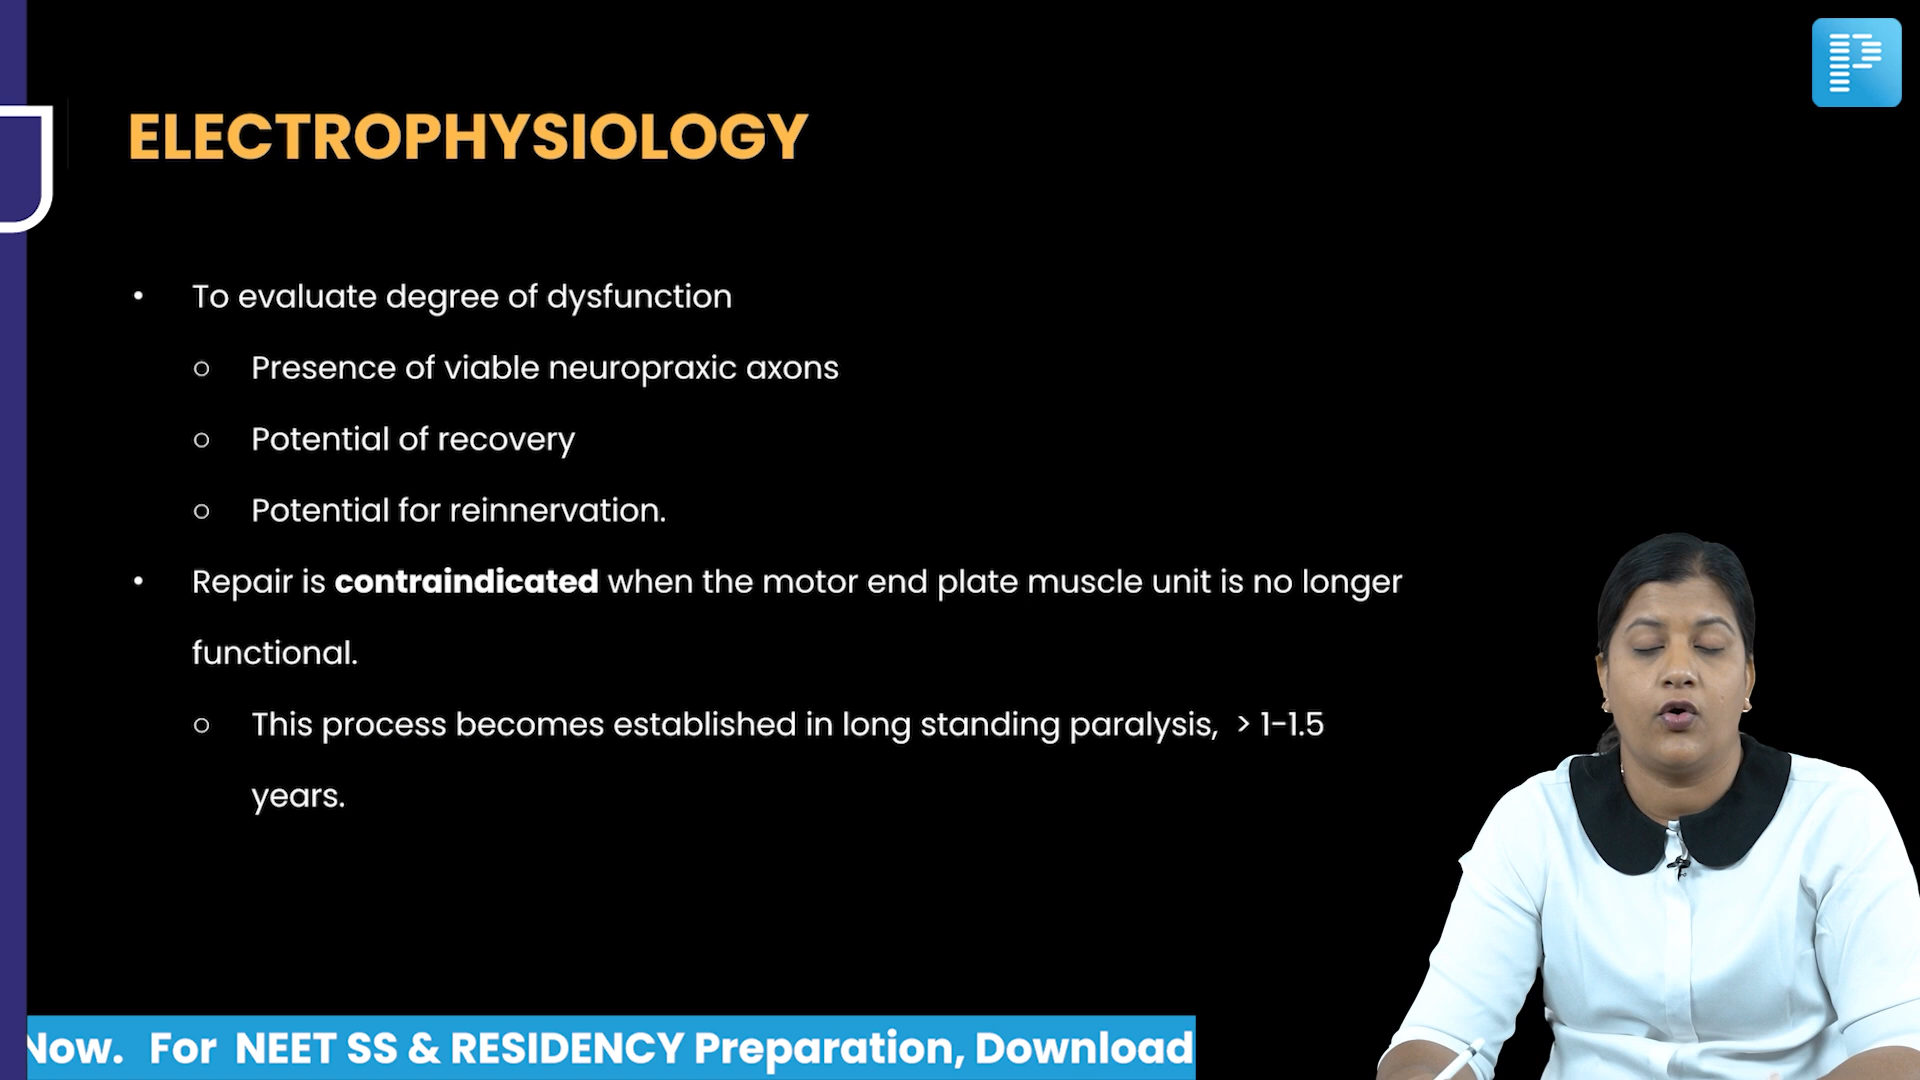 ELECTROPHYSIOLOGY
• To evaluate degree of dysfunction
○ Presence of viable neuropraxic axons
○ Potential of recovery
○ Potential for reinnervation.
• Repair is contraindicated when the motor end plate muscle unit is no longer
functional.
○ This process becomes established in long standing paralysis, > 1-1.5
years.
Now. For NEET SS & RESIDENCY Preparation, Download